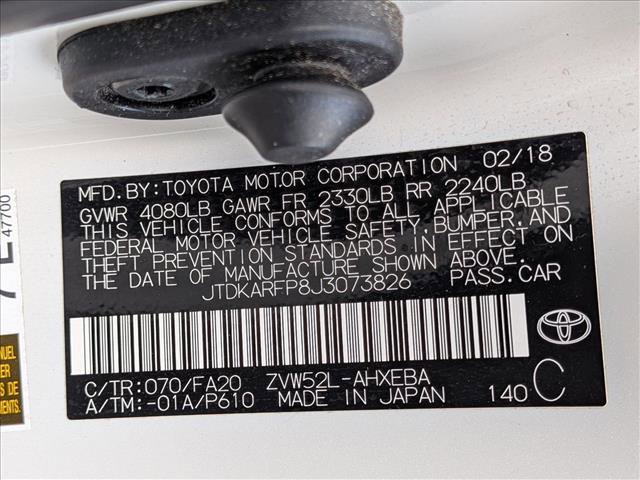 MFD.BY:TOYOTA MOTOR CORPORATION 02/18
GVWR 4080LB GAWR FR 2330LB RR 2240LB
THIS VEHICLE CONFORMS TO ALL APPLICABLE
FEDERAL MOTOR VEHICLE SAFETY,BUMPER,AND
THEFT PREVENTION STANDARDS IN EFFECT ON
THE DATE OF MANUFACTURE SHOWN ABOVE.
JTDKARFP8J3073826 PASS.CAR
C/TR:070/FA20 ZVW52L-AHXEBA
A/TM:-01A/P610 MADE IN JAPAN 140 C
47700